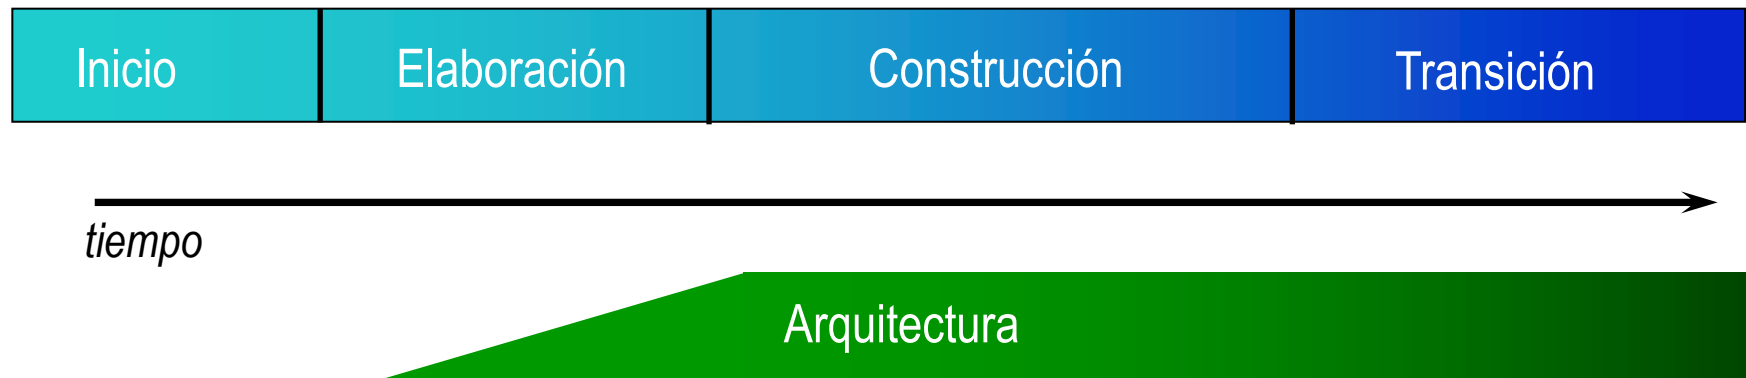 Inicio
Elaboración
Construcción
Transición
tiempo
Arquitectura